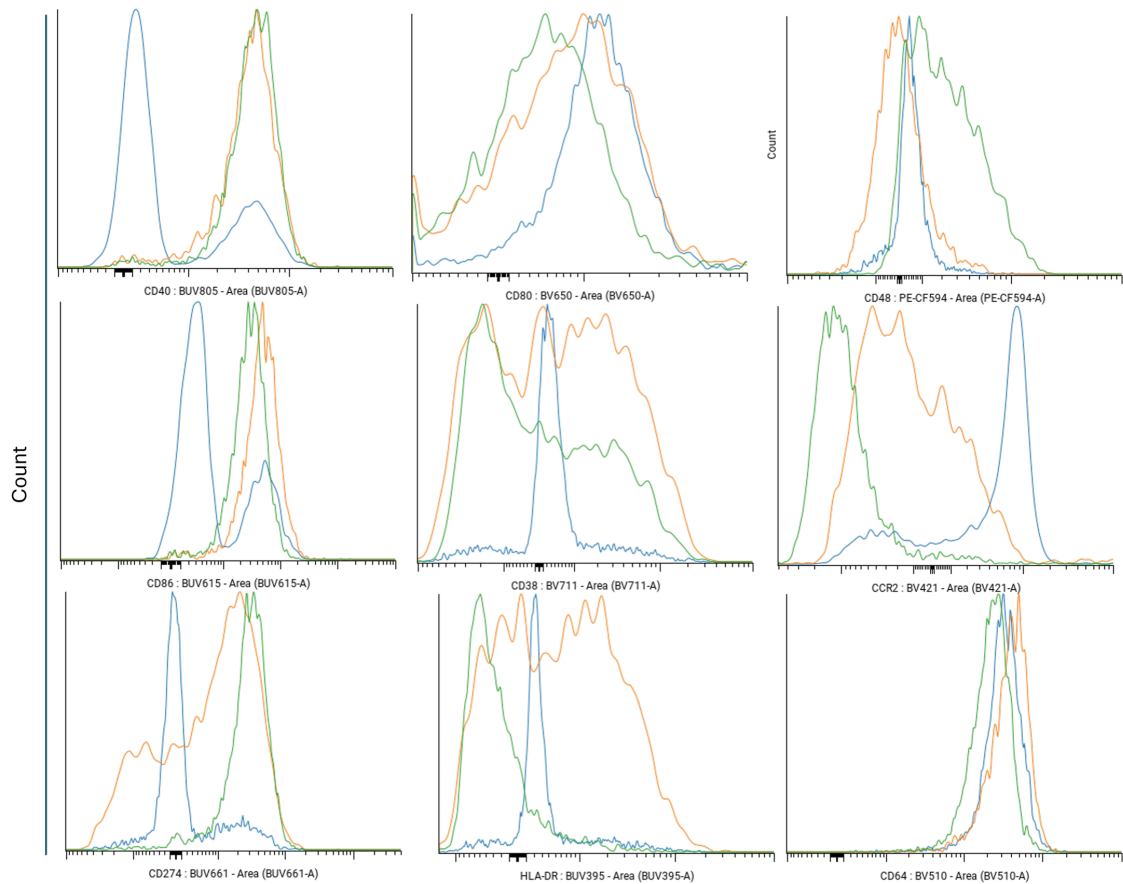 Count
CD40 : BUV805 - Area (BUV805-A)
CD80 : BV650 - Area (BV650-A)
Count
CD48 : PE-CF594 - Area (PE-CF594-A)
CD86 : BUV615 - Area (BUV615-A)
CD38 : BV711 - Area (BV711-A)
CCR2 : BV421 - Area (BV421-A)
CD274 : BUV661 - Area (BUV661-A)
HLA-DR : BUV395 - Area (BUV395-A)
CD64 : BV510 - Area (BV510-A)